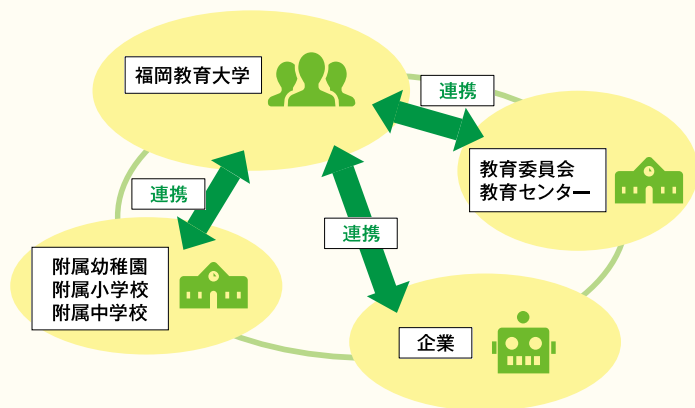 福岡教育大学
連携
教育委員会
教育センター
連携
連携
附属幼稚園
附属小学校
附属中学校
企業